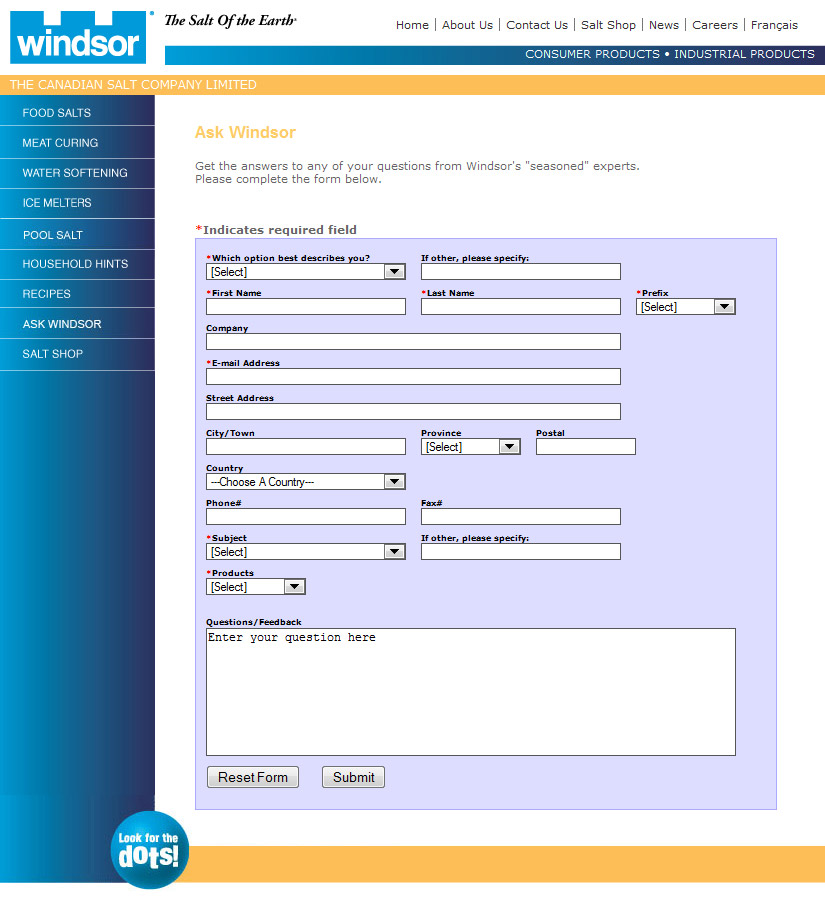 windsor
The Salt Of the Earth
Home | About Us | Contact Us | Salt Shop | News | Careers | Français
CONSUMER PRODUCTS • INDUSTRIAL PRODUCTS
THE CANADIAN SALT COMPANY LIMITED
FOOD SALTS
MEAT CURING
WATER SOFTENING
ICE MELTERS
POOL SALT
HOUSEHOLD HINTS
RECIPES
ASK WINDSOR
SALT SHOP
Ask Windsor
Get the answers to any of your questions from Windsor's "seasoned" experts.
Please complete the form below.
*Indicates required field
*Which option best describes you? If other, please specify:
[Select]
*First Name *Last Name *Prefix
[Select]
Company
*E-mail Address
Street Address
City/Town Province Postal
[Select]
Country
---Choose A Country---
Phone# Fax#
*Subject If other, please specify:
[Select]
*Products
[Select]
Questions/Feedback
Enter your question here
Reset Form Submit
Look for the
dots!